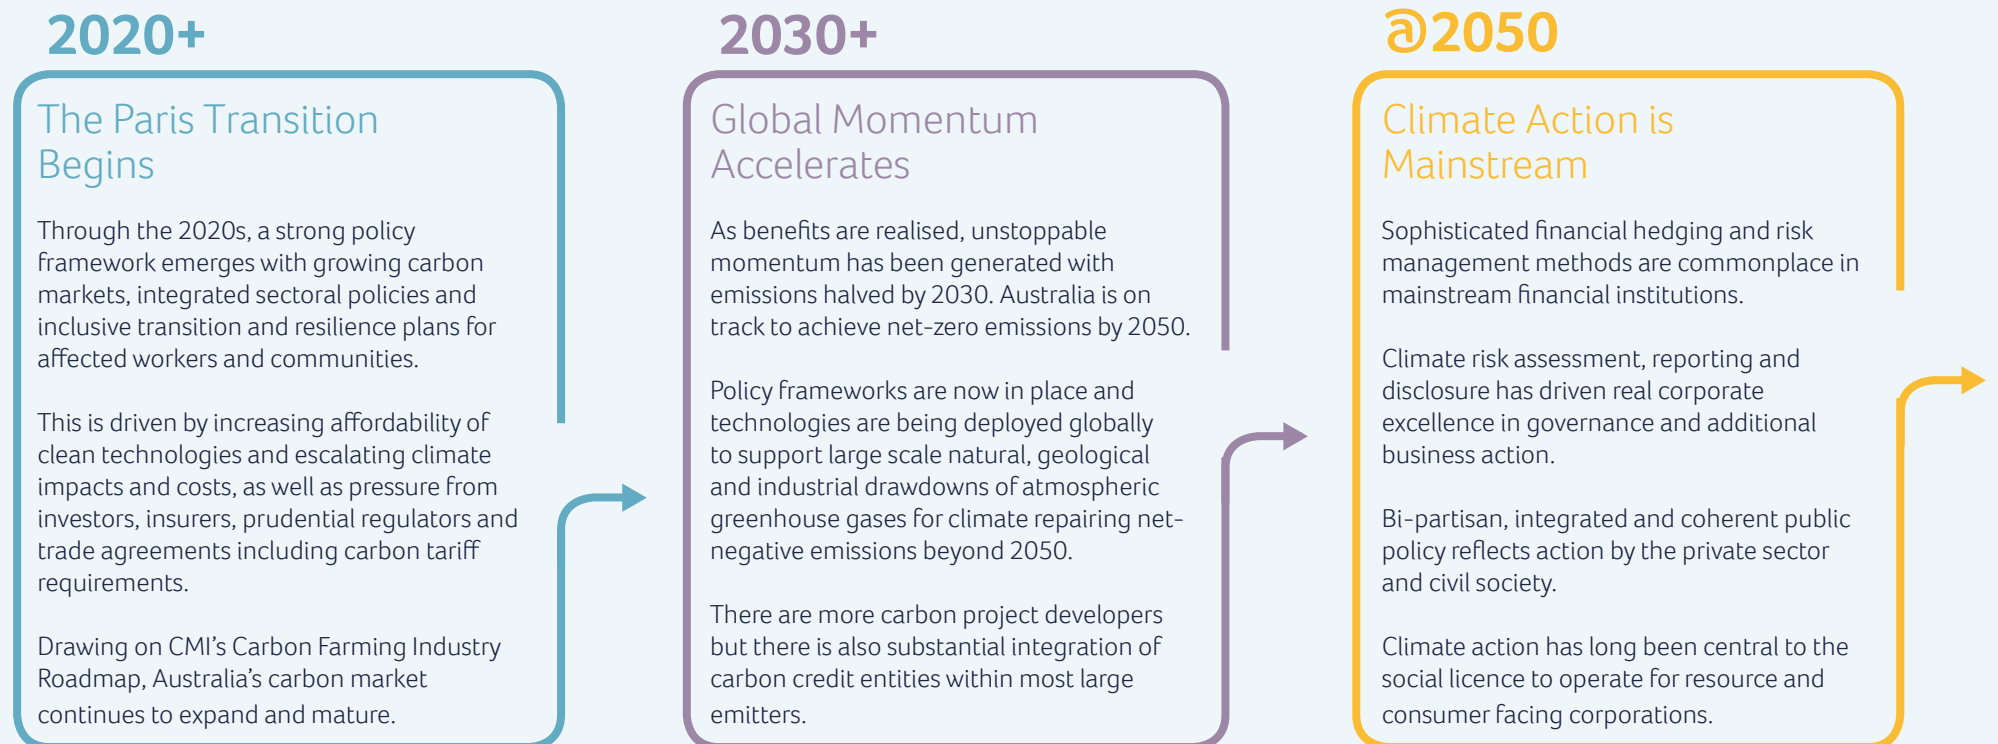 2020+
The Paris Transition
Begins
Through the 2020s, a strong policy
framework emerges with growing carbon
markets, integrated sectoral policies and
inclusive transition and resilience plans for
affected workers and communities.
This is driven by increasing affordability of
clean technologies and escalating climate
impacts and costs, as well as pressure from
investors, insurers, prudential regulators and
trade agreements including carbon tariff
requirements.
Drawing on CMI's Carbon Farming Industry
Roadmap, Australia's carbon market
continues to expand and mature.
2030+
Global Momentum
Accelerates
As benefits are realised, unstoppable
momentum has been generated with
emissions halved by 2030. Australia is on
track to achieve net-zero emissions by 2050.
Policy frameworks are now in place and
technologies are being deployed globally
to support large scale natural, geological
and industrial drawdowns of atmospheric
greenhouse gases for climate repairing net-
negative emissions beyond 2050.
There are more carbon project developers
but there is also substantial integration of
carbon credit entities within most large
emitters.
@2050
Climate Action is
Mainstream
Sophisticated financial hedging and risk
management methods are commonplace in
mainstream financial institutions.
Climate risk assessment, reporting and
disclosure has driven real corporate
excellence in governance and additional
business action.
Bi-partisan, integrated and coherent public
policy reflects action by the private sector
and civil society.
Climate action has long been central to the
social licence to operate for resource and
consumer facing corporations.